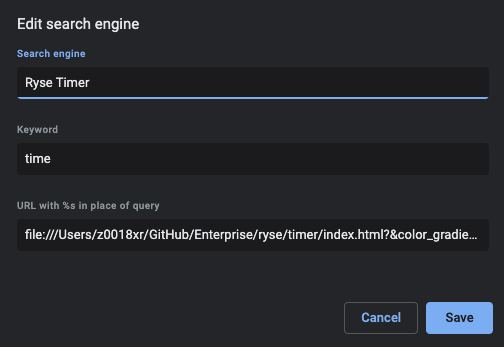 Edit search engine
Search engine
Ryse Timer
Keyword
time
URL with %s in place of query
file:///Users/z0018xr/GitHub/Enterprise/ryse/timer/index.html?&color_gradie...
Cancel
Save